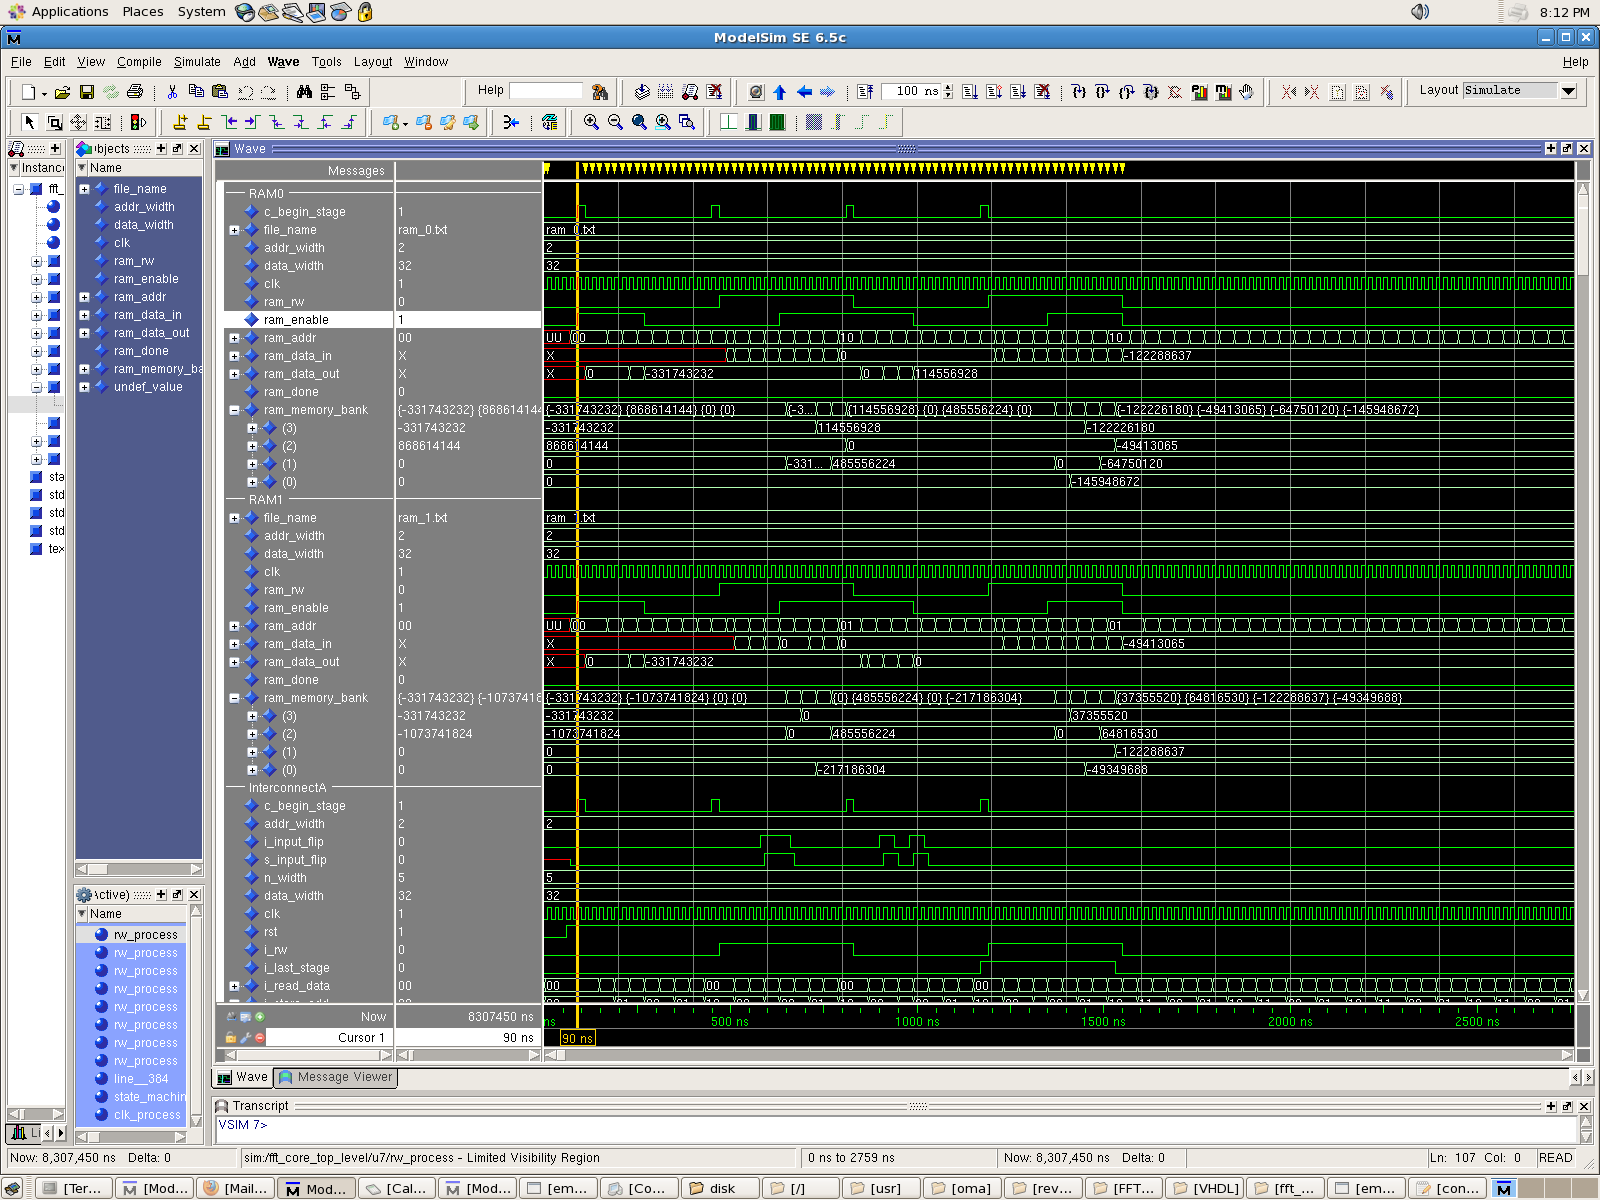 Applications Places System 8:12 PM
ModelSim SE 6.5c
File Edit View Compile Simulate Add Wave Tools Layout Window Help
Help 100 ns Layout Simulate
Instanc Objects Wave
Name Messages
fft_
file_name
addr_width
data_width
clk
ram_rw
ram_enable
ram_addr
ram_data_in
ram_data_out
ram_done
ram_memory_ba
undef_value
sta
std
std
std
tex
RAM0
c_begin_stage 1
file_name ram_0.txt ram_0.txt
addr_width 2 2
data_width 32 32
clk 1
ram_rw 0
ram_enable 1
ram_addr 00 UU 00 10 10
ram_data_in X X 0 -122288637
ram_data_out X X 0 -331743232 0 114556928
ram_done 0
ram_memory_bank {-331743232} {868614144 {-331743232} {868614144} {0} {0} {-3... {114556928} {0} {485556224} {0} {-122226180} {-49413065} {-64750120} {-145948672}
(3) -331743232 -331743232 114556928 -122226180
(2) 868614144 868614144 0 -49413065
(1) 0 0 -331... 485556224 0 -64750120
(0) 0 0 -145948672
RAM1
file_name ram_1.txt ram_1.txt
addr_width 2 2
data_width 32 32
clk 1
ram_rw 0
ram_enable 1
ram_addr 00 UU 00 01 01
ram_data_in X X 0 0 -49413065
ram_data_out X X 0 -331743232 0
ram_done 0
ram_memory_bank {-331743232} {-10737418 {-331743232} {-1073741824} {0} {0} {0} {485556224} {0} {-217186304} {37355520} {64816530} {-122288637} {-49349688}
(3) -331743232 -331743232 0 37355520
(2) -1073741824 -1073741824 0 485556224 0 64816530
(1) 0 0 -122288637
(0) 0 0 -217186304 -49349688
InterconnectA
c_begin_stage 1
addr_width 2 2
i_input_flip 0
s_input_flip 0
n_width 5 5
data_width 32 32
clk 1
rst 1
i_rw 0
i_last_stage 0
i_read_data 00 00 00 00 00
Now 8307450 ns ns 500 ns 1000 ns 1500 ns 2000 ns 2500 ns
Cursor 1 90 ns 90 ns
(Active)
Name
rw_process
rw_process
rw_process
rw_process
rw_process
rw_process
rw_process
rw_process
line__384
state_machin
clk_process
Wave Message Viewer
Transcript
VSIM 7>
Li
Now: 8,307,450 ns Delta: 0 sim:/fft_core_top_level/u7/rw_process - Limited Visibility Region 0 ns to 2759 ns Now: 8,307,450 ns Delta: 0 Ln: 107 Col: 0 READ
[Ter... [Mod... [Mail... Mod... [Cal... [Mod... [em... [Co... disk [/] [usr] [oma] [rev... [FFT... [VHDL] [fft_... [em... [con...